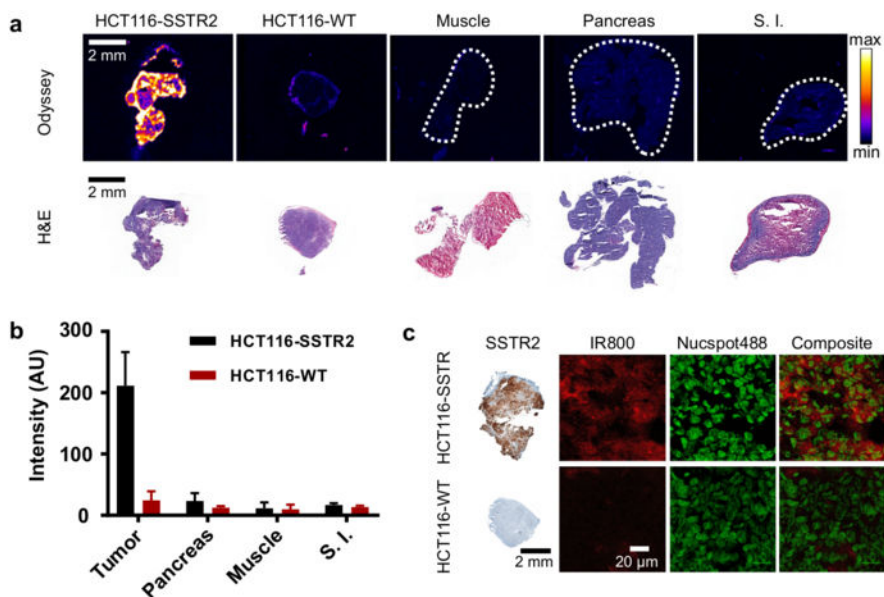 a
HCT116-SSTR2 HCT116-WT Muscle Pancreas S. I.
Odyssey
2 mm
max
min
H&E
2 mm
b
Intensity (AU)
300
200
100
0
HCT116-SSTR2
HCT116-WT
Tumor
Pancreas
Muscle
S. I.
c
SSTR2 IR800 Nucspot488 Composite
HCT116-SSTR
HCT116-WT
2 mm
20 µm